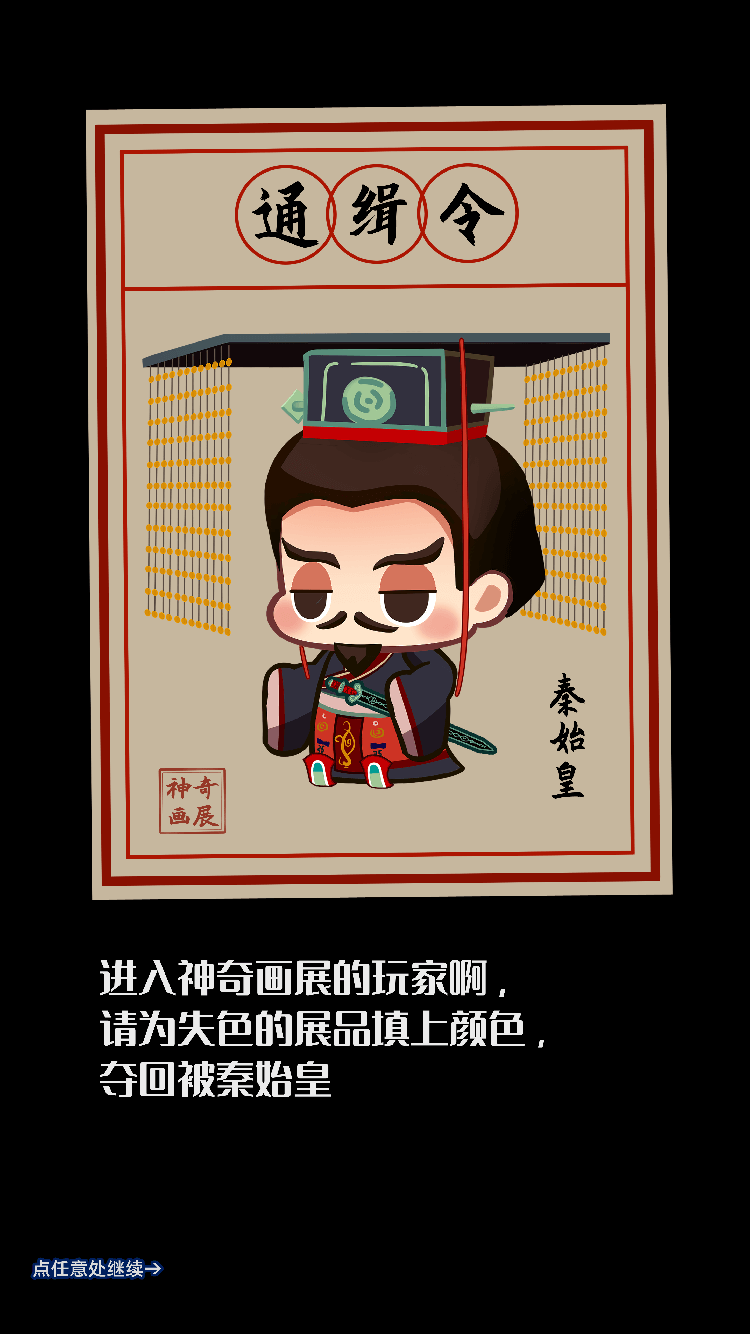 通缉令
秦始皇
神奇
画展
进入神奇画展的玩家啊，
请为失色的展品填上颜色，
夺回被秦始皇
点任意处继续→